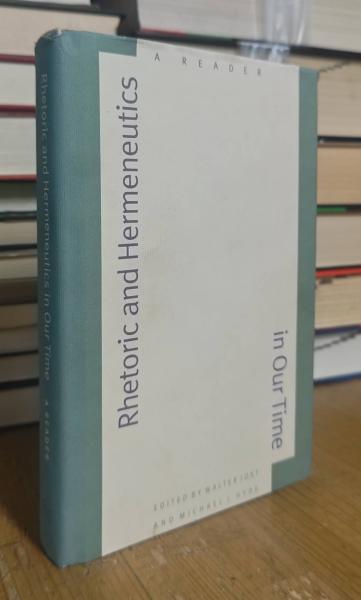 A READER
Rhetoric and Hermeneutics
in Our Time
EDITED BY WALTER JOST
AND MICHAEL J. HYDE
Rhetoric and Hermeneutics in Our Time A READER